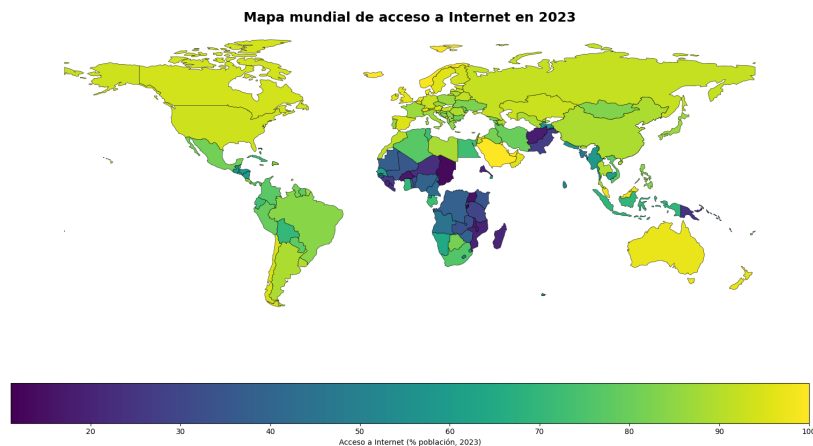 Mapa mundial de acceso a Internet en 2023
20 30 40 50 60 70 80 90 100
Acceso a Internet (% población, 2023)